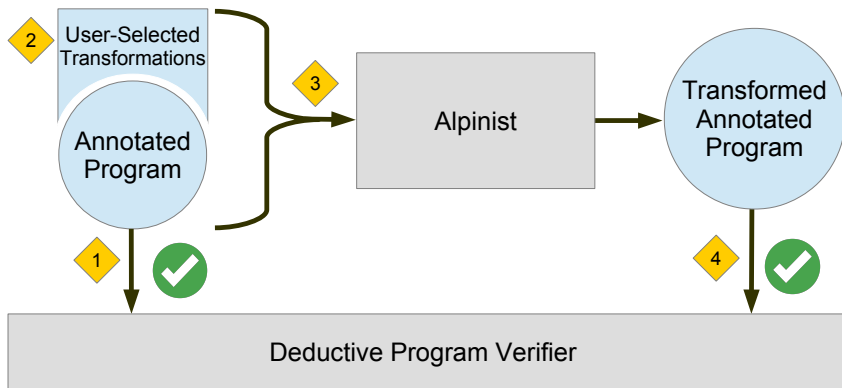 2
User-Selected
Transformations
Annotated
Program
3
Alpinist
Transformed
Annotated
Program
1
4
Deductive Program Verifier